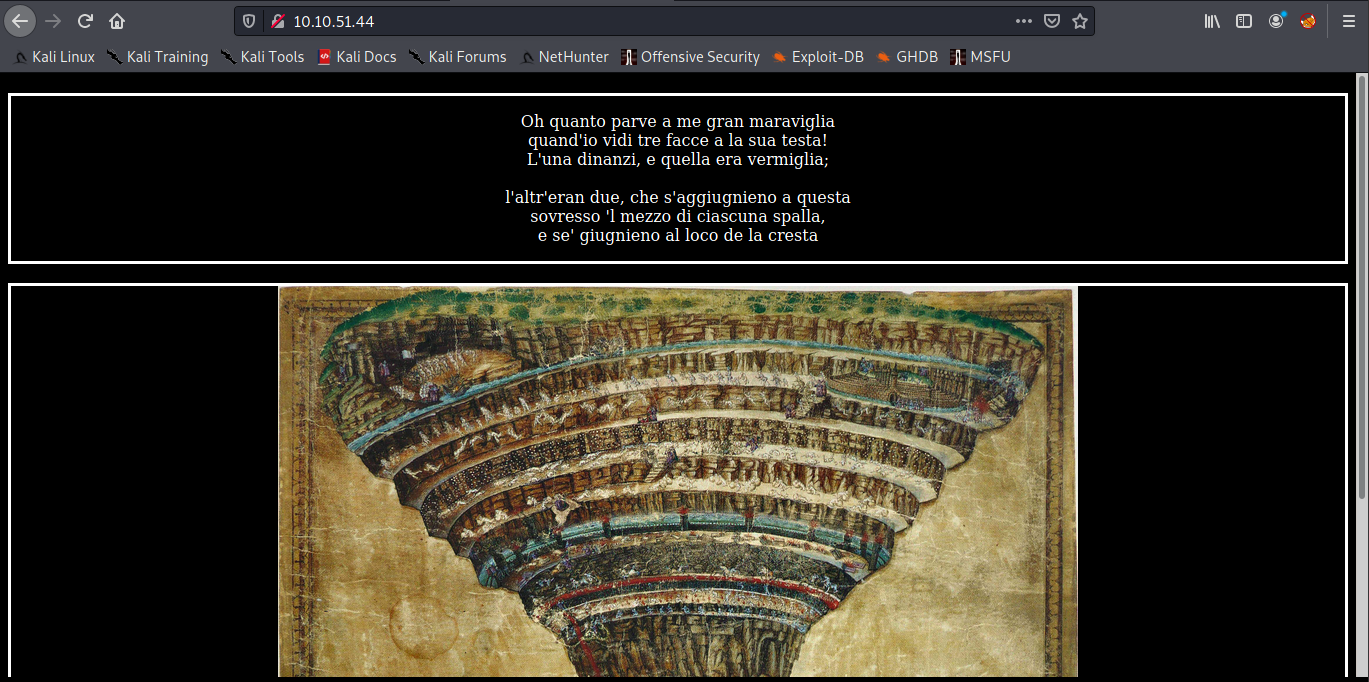 10.10.51.44
Kali Linux Kali Training Kali Tools Kali Docs Kali Forums NetHunter Offensive Security Exploit-DB GHDB MSFU
Oh quanto parve a me gran maraviglia
quand'io vidi tre facce a la sua testa!
L'una dinanzi, e quella era vermiglia;
l'altr'eran due, che s'aggiugnieno a questa
sovresso 'l mezzo di ciascuna spalla,
e se' giugnieno al loco de la cresta